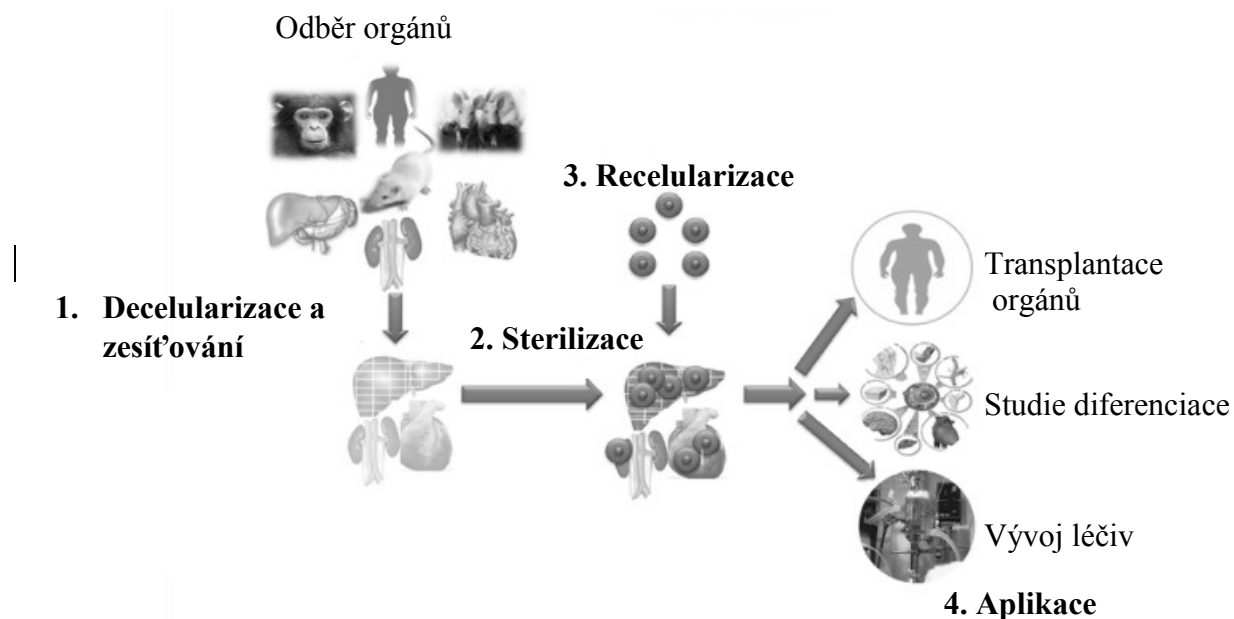 Odběr orgánů
3. Recelularizace
1. Decelularizace a
zesíťování
2. Sterilizace
Transplantace
orgánů
Studie diferenciace
Vývoj léčiv
4. Aplikace